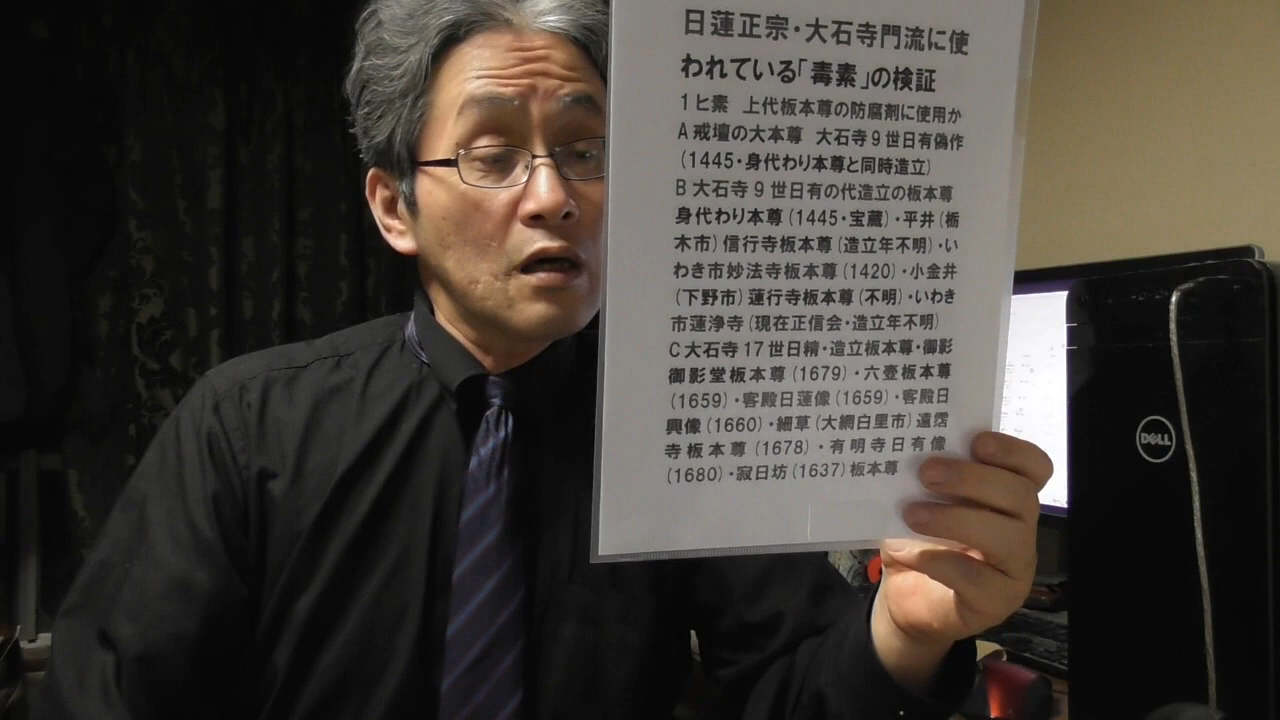 日蓮正宗・大石寺門流に使
われている「毒素」の検証
1ヒ素 上代板本尊の防腐剤に使用か
A戒壇の大本尊 大石寺9世日有偽作
(1445・身代わり本尊と同時造立)
B大石寺9世日有の代造立の板本尊
身代わり本尊(1445・宝蔵)・平井(栃
木市)信行寺板本尊(造立年不明)・い
わき市妙法寺板本尊(1420)・小金井
(下野市)蓮行寺板本尊(不明)・いわき
市蓮浄寺(現在正信会・造立年不明)
C大石寺17世日精・造立板本尊・御影
御影堂板本尊(1679)・六壺板本尊
(1659)・客殿日蓮像(1659)・客殿日
興像(1660)・細草(大網白里市)遠霑
寺板本尊(1678)・有明寺日有像
(1680)・寂日坊(1637)板本尊
DELL